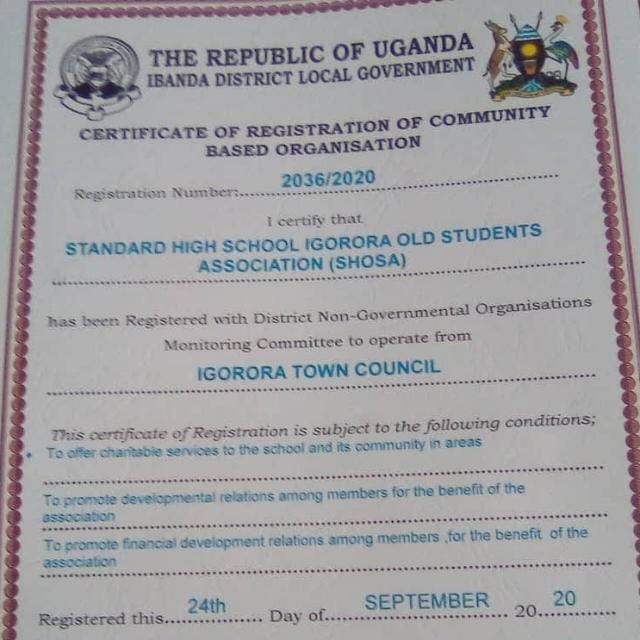 THE REPUBLIC OF UGANDA
IBANDA DISTRICT LOCAL GOVERNMENT
CERTIFICATE OF REGISTRATION OF COMMUNITY
BASED ORGANISATION
Registration Number:....2036/2020....
I certify that
STANDARD HIGH SCHOOL IGORORA OLD STUDENTS
ASSOCIATION (SHOSA)
has been Registered with District Non-Governmental Organisations
Monitoring Committee to operate from
IGORORA TOWN COUNCIL
This certificate of Registration is subject to the following conditions;
To offer charitable services to the school and its community in areas
To promote developmental relations among members for the benefit of the
association
To promote financial development relations among members ,for the benefit of the
association
Registered this....24th.... Day of....SEPTEMBER.... 20..20....